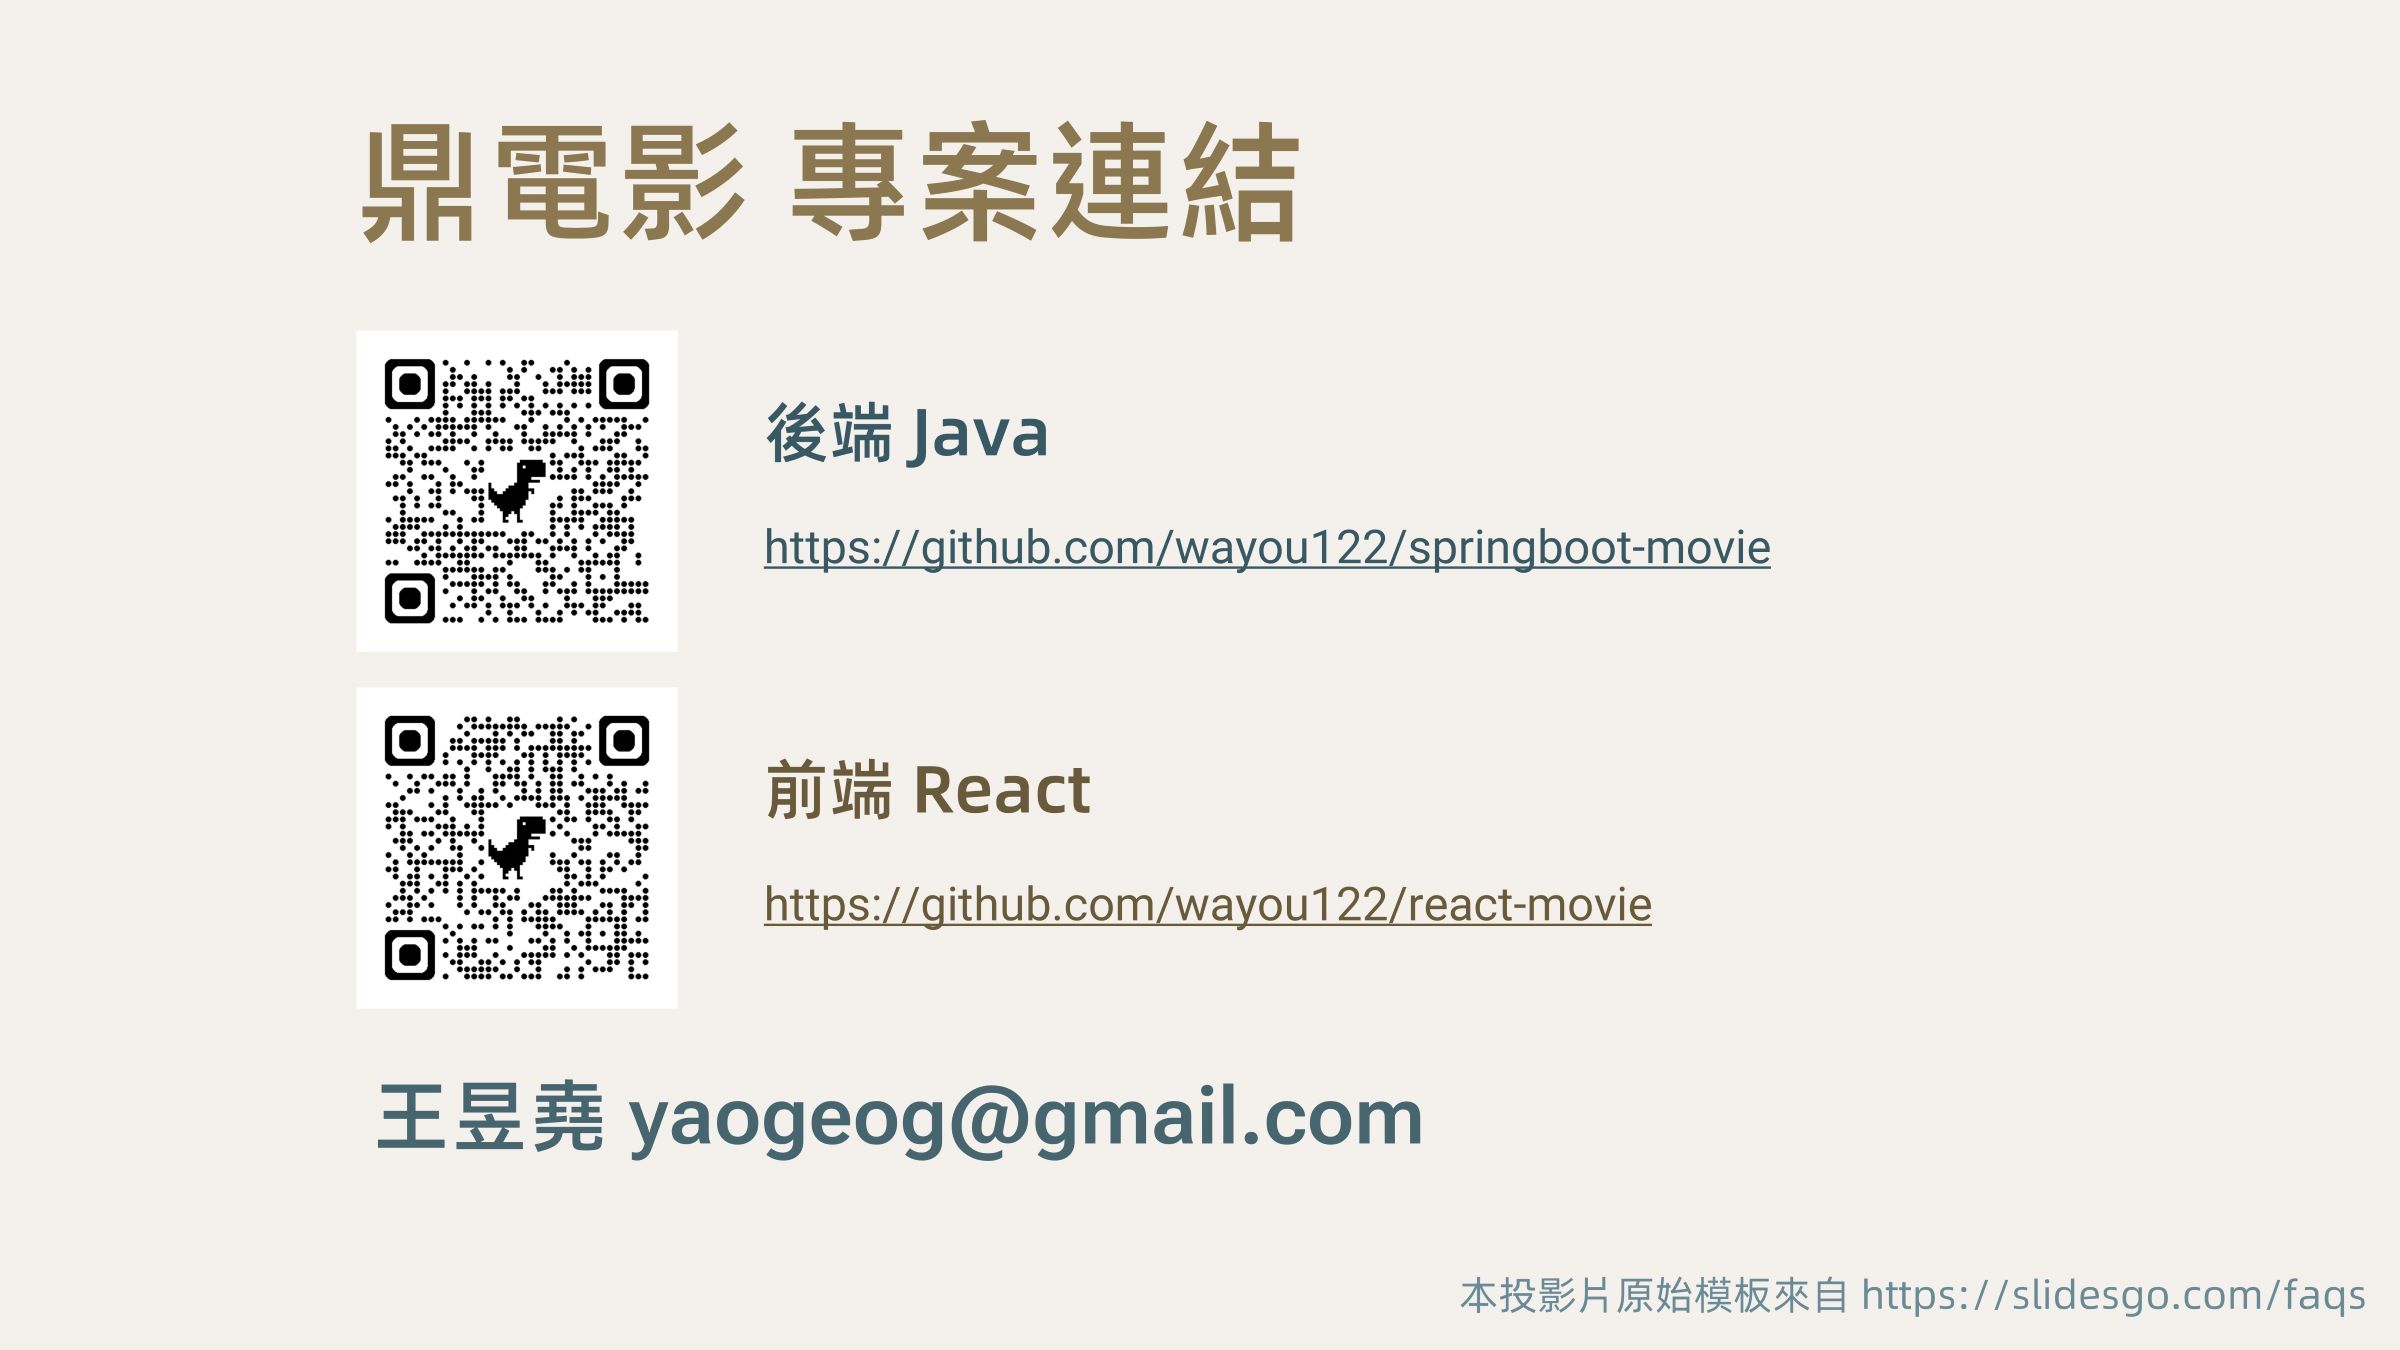 鼎電影 專案連結
後端 Java
https://github.com/wayou122/springboot-movie
前端 React
https://github.com/wayou122/react-movie
王昱堯 yaogeog@gmail.com
本投影片原始模板來自 https://slidesgo.com/faqs